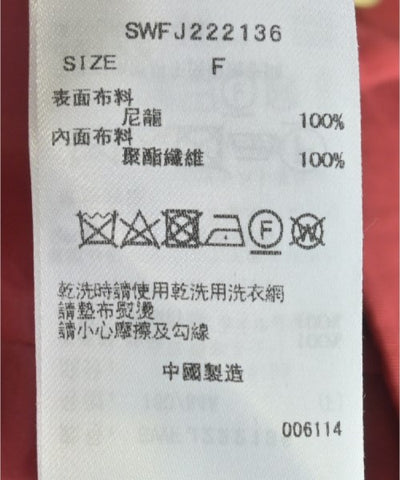 SWFJ222136
SIZE F
表面布料
尼龍 100%
內面布料
聚酯纖維 100%
F W
乾洗時請使用乾洗用洗衣網
請墊布熨燙
請小心摩擦及勾線
中國製造
006114